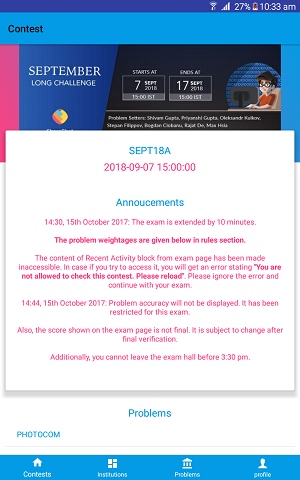 27% 10:33 am
Contest
SEPTEMBER
LONG CHALLENGE
STARTS AT
7 SEPT
2018
15:00 IST
ENDS AT
17 SEPT
2018
15:00 IST
Problem Setters: Shivam Gupta, Priyanshi Gupta, Oleksandr Kulkov,
Stepan Filippov, Bogdan Ciobanu, Rajat De, Max Hsia
SEPT18A
2018-09-07 15:00:00
Annoucements
14:30, 15th October 2017: The exam is extended by 10 minutes.
The problem weightages are given below in rules section.
The content of Recent Activity block from exam page has been made
inaccessible. In case you try to access it, you will get an error stating "You are
not allowed to check this contest. Please reload". Please ignore the error and
continue with your exam.
14:44, 15th October 2017: Problem accuracy will not be displayed. It has been
restricted for this exam.
Also, the score shown on the exam page is not final. It is subject to change after
final verification.
Additionally, you cannot leave the exam hall before 3:30 pm.
Problems
PHOTOCOM
Contests
Institutions
Problems
profile